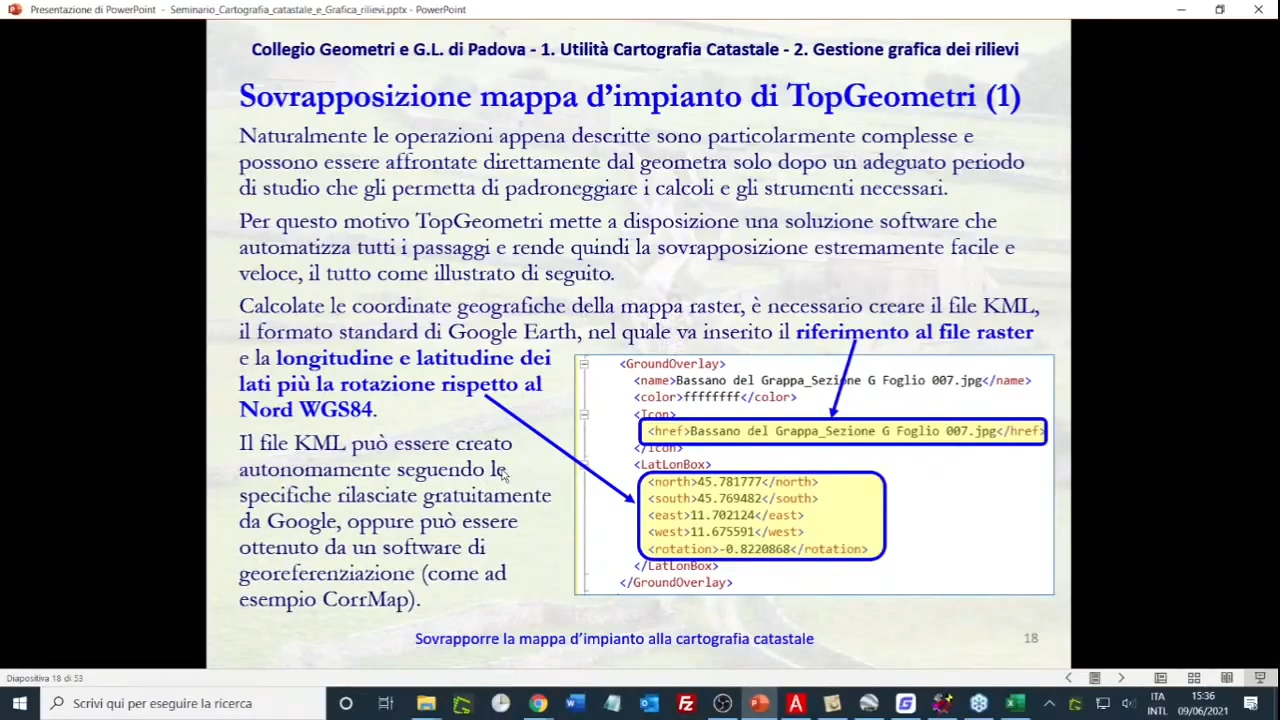 Presentazione di PowerPoint - Seminario_Cartografia_catastale_e_Grafica_rilievi.pptx - PowerPoint
Collegio Geometri e G.L. di Padova - 1. Utilità Cartografia Catastale - 2. Gestione grafica dei rilievi
Sovrapposizione mappa d’impianto di TopGeometri (1)
Naturalmente le operazioni appena descritte sono particolarmente complesse e
possono essere affrontate direttamente dal geometra solo dopo un adeguato periodo
di studio che gli permetta di padroneggiare i calcoli e gli strumenti necessari.
Per questo motivo TopGeometri mette a disposizione una soluzione software che
automatizza tutti i passaggi e rende quindi la sovrapposizione estremamente facile e
veloce, il tutto come illustrato di seguito.
Calcolate le coordinate geografiche della mappa raster, è necessario creare il file KML,
il formato standard di Google Earth, nel quale va inserito il riferimento al file raster
e la longitudine e latitudine dei
lati più la rotazione rispetto al
Nord WGS84.
Il file KML può essere creato
autonomamente seguendo le
specifiche rilasciate gratuitamente
da Google, oppure può essere
ottenuto da un software di
georeferenziazione (come ad
esempio CorrMap).
<GroundOverlay>
<name>Bassano del Grappa_Sezione G Foglio 007.jpg</name>
<color>ffffffff</color>
<Icon>
<href>Bassano del Grappa_Sezione G Foglio 007.jpg</href>
</Icon>
<LatLonBox>
<north>45.781777</north>
<south>45.769482</south>
<east>11.702124</east>
<west>11.675591</west>
<rotation>-0.8220868</rotation>
</LatLonBox>
</GroundOverlay>
Sovrapporre la mappa d’impianto alla cartografia catastale
18
Diapositiva 18 di 53
Scrivi qui per eseguire la ricerca
ITA
INTL
15:36
09/06/2021